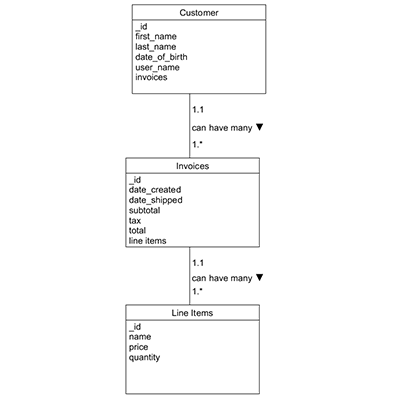 Customer
_id
first_name
last_name
date_of_birth
user_name
invoices
1.1
can have many ▼
1.*
Invoices
_id
date_created
date_shipped
subtotal
tax
total
line items
1.1
can have many ▼
1.*
Line Items
_id
name
price
quantity